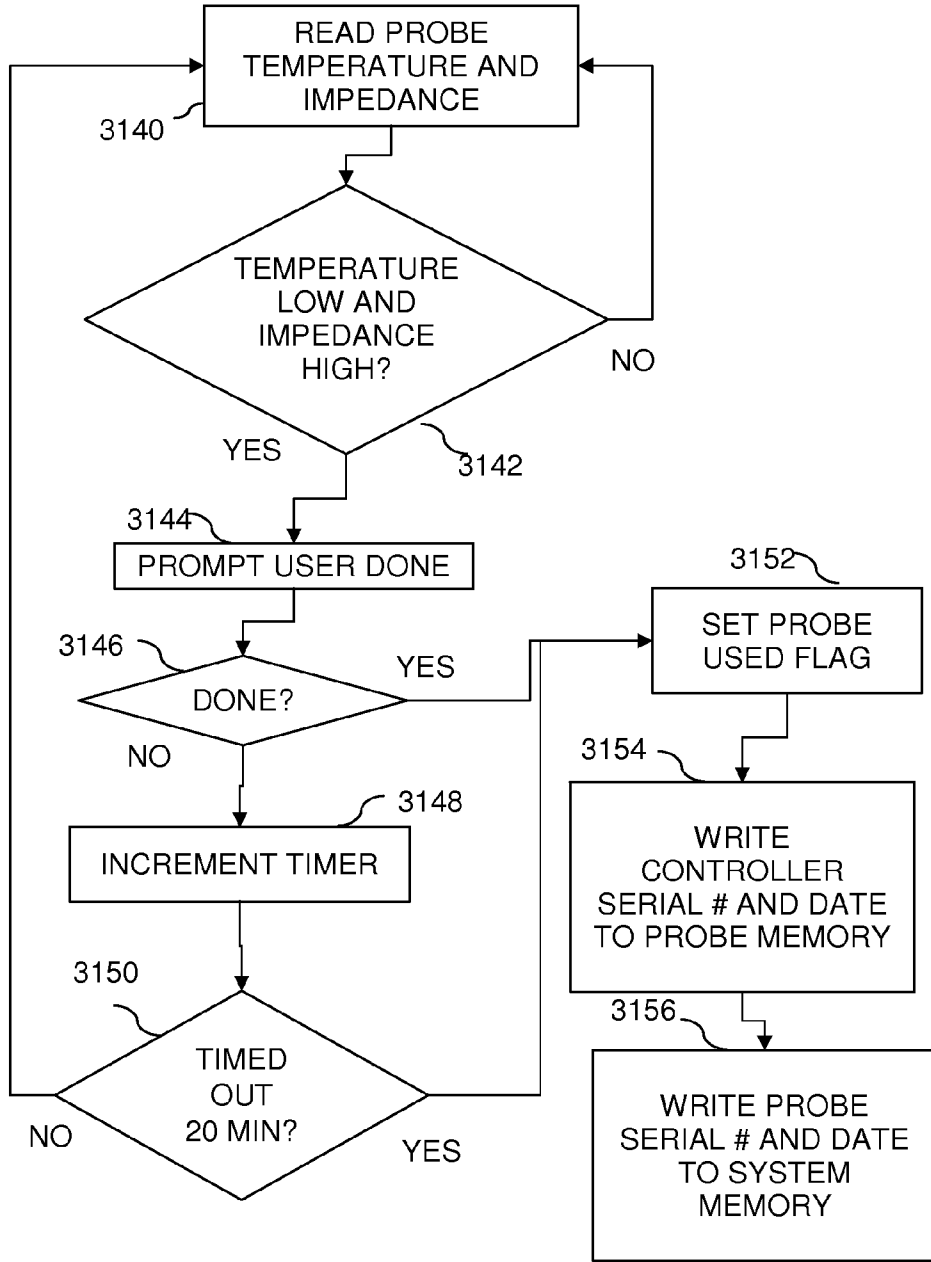 READ PROBE
TEMPERATURE AND
IMPEDANCE
3140
TEMPERATURE
LOW AND
IMPEDANCE
HIGH?
NO
YES
3142
3144
PROMPT USER DONE
3146
DONE?
YES
NO
3148
INCREMENT TIMER
3150
TIMED
OUT
20 MIN?
NO
YES
3152
SET PROBE
USED FLAG
3154
WRITE
CONTROLLER
SERIAL # AND DATE
TO PROBE MEMORY
3156
WRITE PROBE
SERIAL # AND DATE
TO SYSTEM
MEMORY